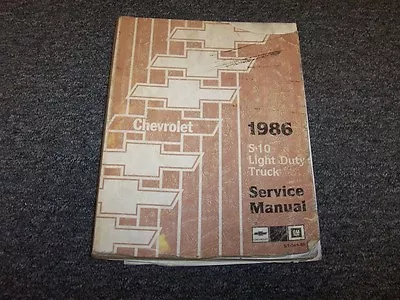 Chevrolet
1986
S-10
Light Duty
Truck
Service
Manual